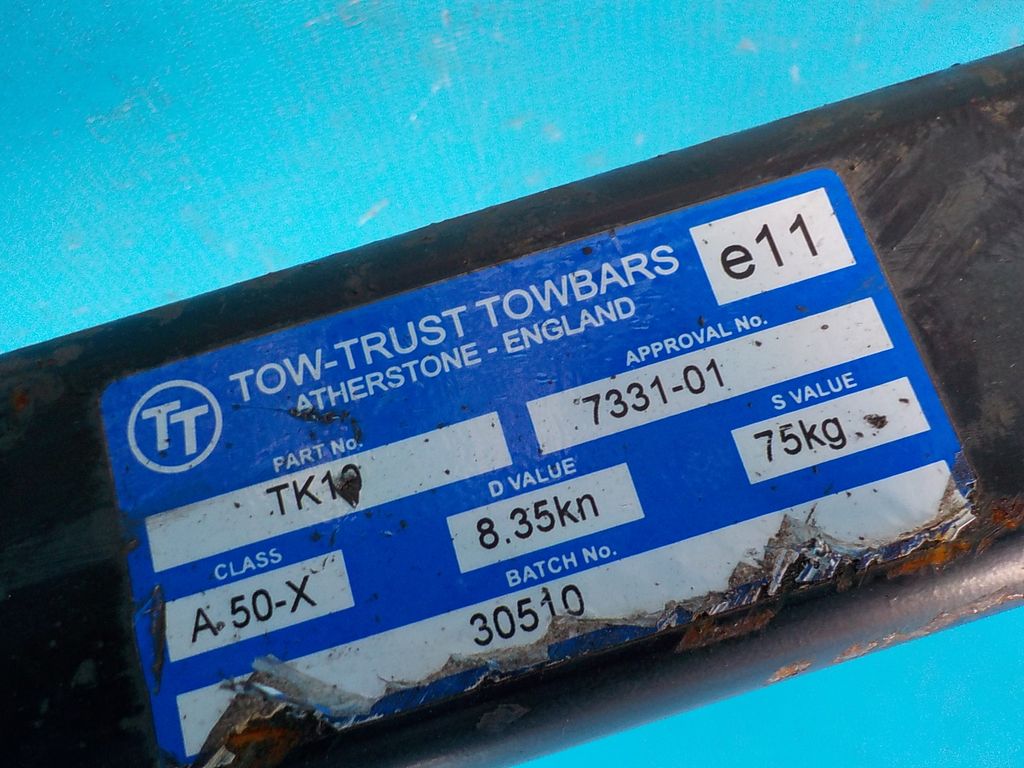 TT
TOW-TRUST TOWBARS
ATHERSTONE - ENGLAND
e11
PART No.
TK19
APPROVAL No.
7331-01
CLASS
A 50-X
D VALUE
8.35kn
S VALUE
75kg
BATCH No.
30510